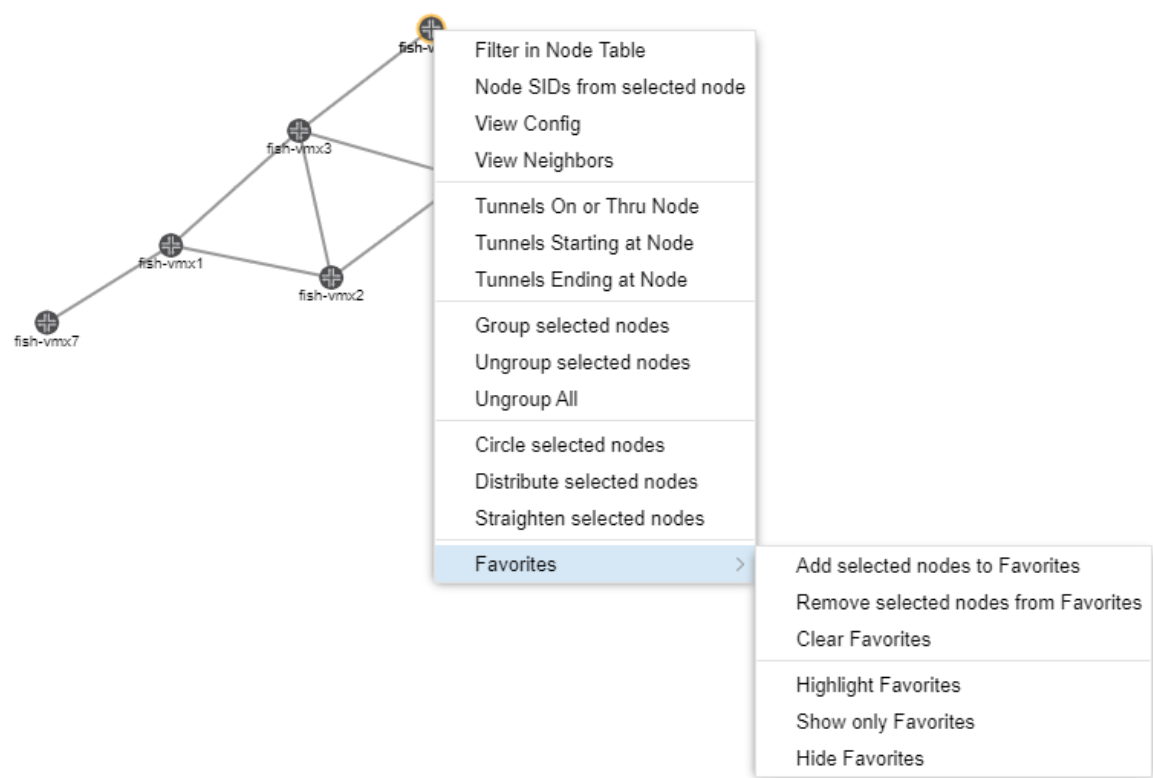 Filter in Node Table
Node SIDs from selected node
fish-vmx3
View Config
View Neighbors
Tunnels On or Thru Node
Tunnels Starting at Node
fish-vmx1
Tunnels Ending at Node
fish-vmx2
Group selected nodes
fish-vmx7
Ungroup selected nodes
Ungroup All
Circle selected nodes
Distribute selected nodes
Straighten selected nodes
Favorites
Add selected nodes to Favorites
Remove selected nodes from Favorites
Clear Favorites
Highlight Favorites
Show only Favorites
Hide Favorites